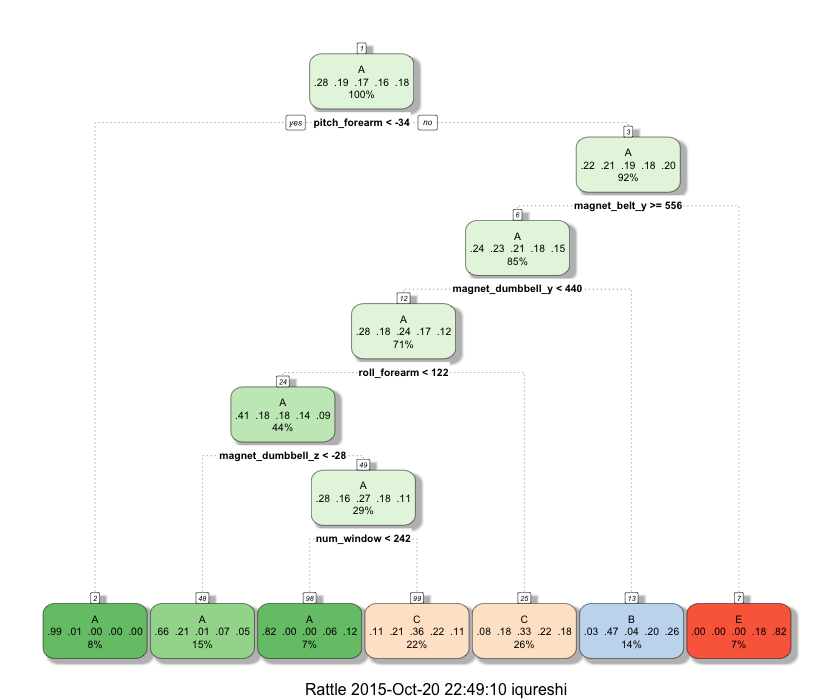 1
A
.28 .19 .17 .16 .18
100%
yes pitch_forearm < -34 no
3
A
.22 .21 .19 .18 .20
92%
magnet_belt_y >= 556
6
A
.24 .23 .21 .18 .15
85%
magnet_dumbbell_y < 440
12
A
.28 .18 .24 .17 .12
71%
roll_forearm < 122
24
A
.41 .18 .18 .14 .09
44%
magnet_dumbbell_z < -28
49
A
.28 .16 .27 .18 .11
29%
num_window < 242
2
A
.99 .01 .00 .00 .00
8%
48
A
.66 .21 .01 .07 .05
15%
98
A
.82 .00 .00 .06 .12
7%
99
C
.11 .21 .36 .22 .11
22%
25
C
.08 .18 .33 .22 .18
26%
13
B
.03 .47 .04 .20 .26
14%
7
E
.00 .00 .00 .18 .82
7%
Rattle 2015-Oct-20 22:49:10 iqureshi